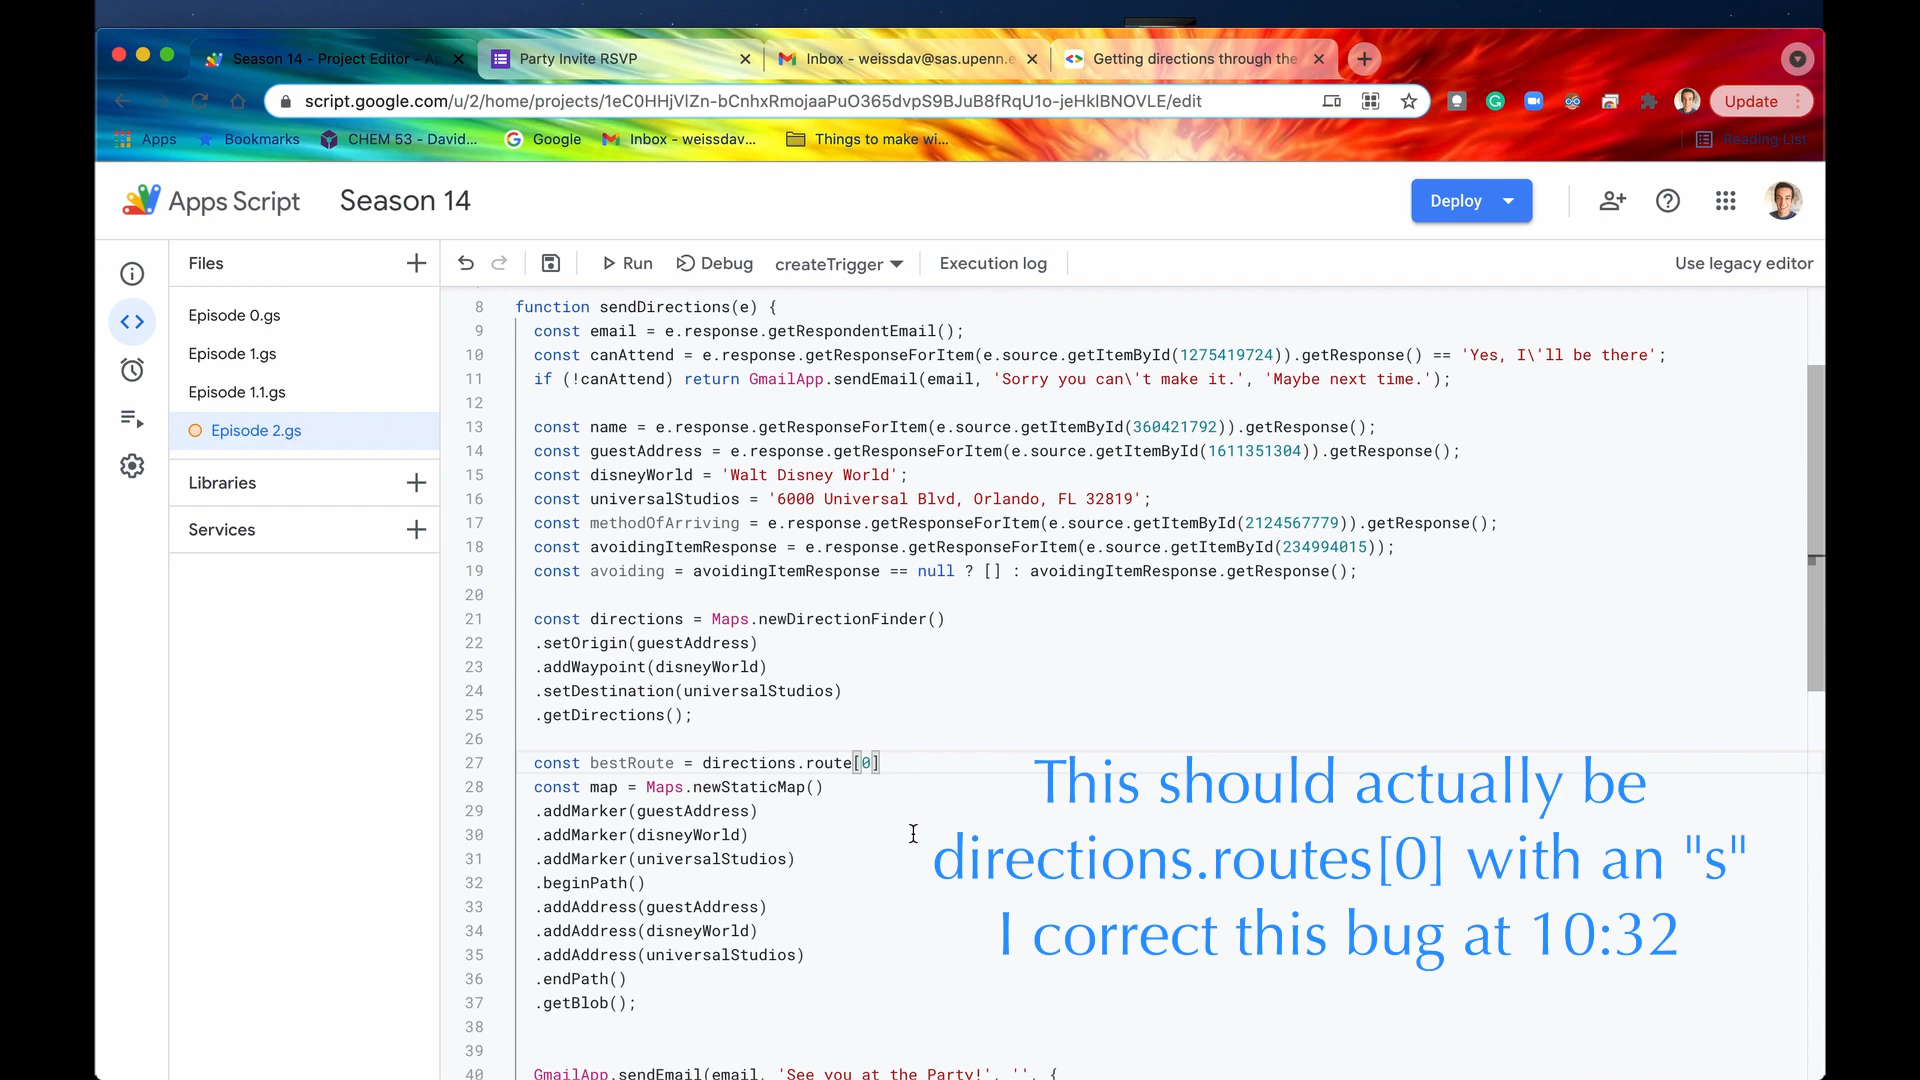 Season 14 - Project Editor - Ap
Party Invite RSVP
Inbox - weissdav@sas.upenn.e
Getting directions through the
script.google.com/u/2/home/projects/1eC0HHjVlZn-bCnhxRmojaaPuO365dvpS9BJuB8fRqU1o-jeHklBNOVLE/edit
Update
Apps
Bookmarks
CHEM 53 - David...
Google
Inbox - weissdav...
Things to make wi...
Reading List
Apps Script
Season 14
Deploy
Files
Run
Debug
createTrigger
Execution log
Use legacy editor
Episode 0.gs
Episode 1.gs
Episode 1.1.gs
Episode 2.gs
Libraries
Services
8 function sendDirections(e) {
9 const email = e.response.getRespondentEmail();
10 const canAttend = e.response.getResponseForItem(e.source.getItemById(1275419724)).getResponse() == 'Yes, I\'ll be there';
11 if (!canAttend) return GmailApp.sendEmail(email, 'Sorry you can\'t make it.', 'Maybe next time.');
12
13 const name = e.response.getResponseForItem(e.source.getItemById(360421792)).getResponse();
14 const guestAddress = e.response.getResponseForItem(e.source.getItemById(1611351304)).getResponse();
15 const disneyWorld = 'Walt Disney World';
16 const universalStudios = '6000 Universal Blvd, Orlando, FL 32819';
17 const methodOfArriving = e.response.getResponseForItem(e.source.getItemById(2124567779)).getResponse();
18 const avoidingItemResponse = e.response.getResponseForItem(e.source.getItemById(234994015));
19 const avoiding = avoidingItemResponse == null ? [] : avoidingItemResponse.getResponse();
20
21 const directions = Maps.newDirectionFinder()
22 .setOrigin(guestAddress)
23 .addWaypoint(disneyWorld)
24 .setDestination(universalStudios)
25 .getDirections();
26
27 const bestRoute = directions.route[0]
28 const map = Maps.newStaticMap()
29 .addMarker(guestAddress)
30 .addMarker(disneyWorld)
31 .addMarker(universalStudios)
32 .beginPath()
33 .addAddress(guestAddress)
34 .addAddress(disneyWorld)
35 .addAddress(universalStudios)
36 .endPath()
37 .getBlob();
38
39
40 GmailApp.sendEmail(email, 'See you at the Party!', '', {
This should actually be
directions.routes[0] with an "s"
I correct this bug at 10:32